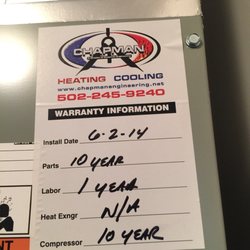 CHAPMAN
HEATING COOLING
www.chapmanengineering.net
502-245-9240
WARRANTY INFORMATION
Install Date 6-2-14
Parts 10 YEAR
Labor 1 YEAR
Heat Exngr N/A
Compressor 10 YEAR
NT